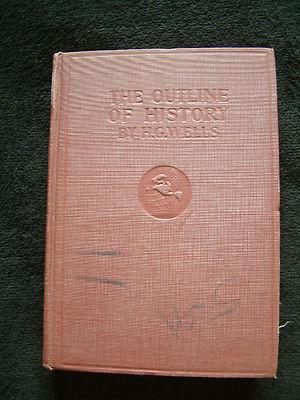 THE OUTLINE
OF HISTORY
BY H.G.WELLS